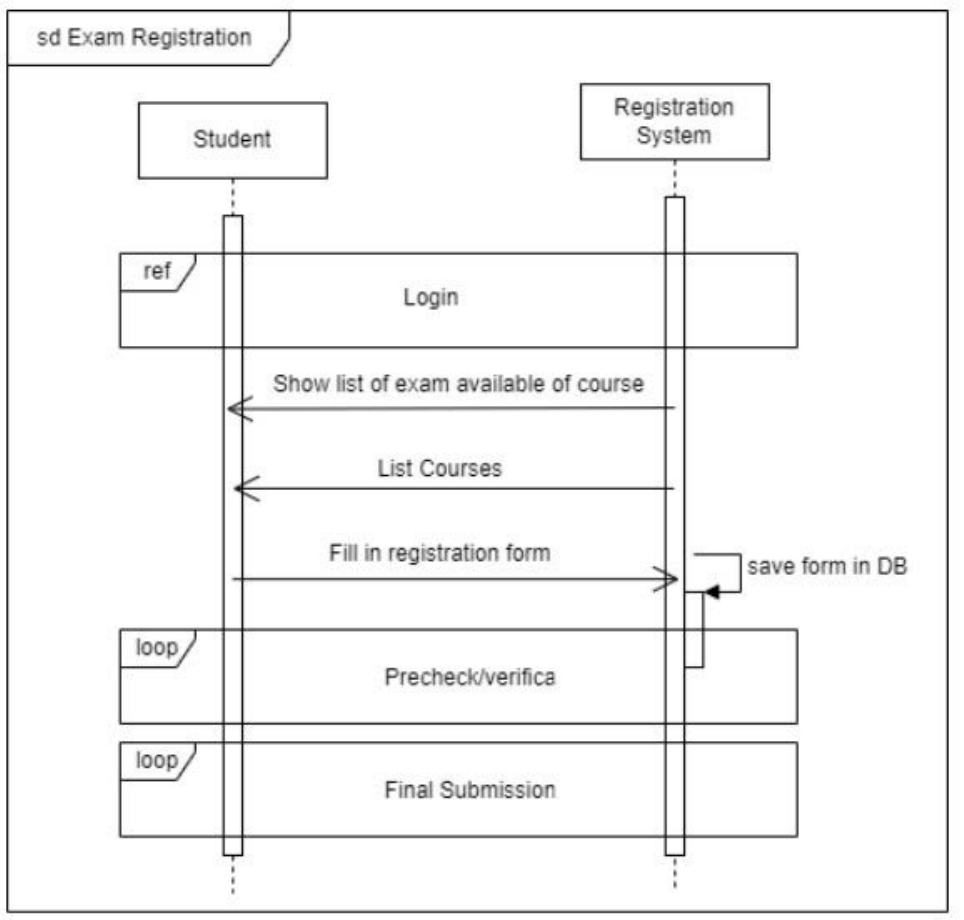 sd Exam Registration
Student
Registration
System
ref
Login
Show list of exam available of course
List Courses
Fill in registration form
save form in DB
loop
Precheck/verifica
loop
Final Submission